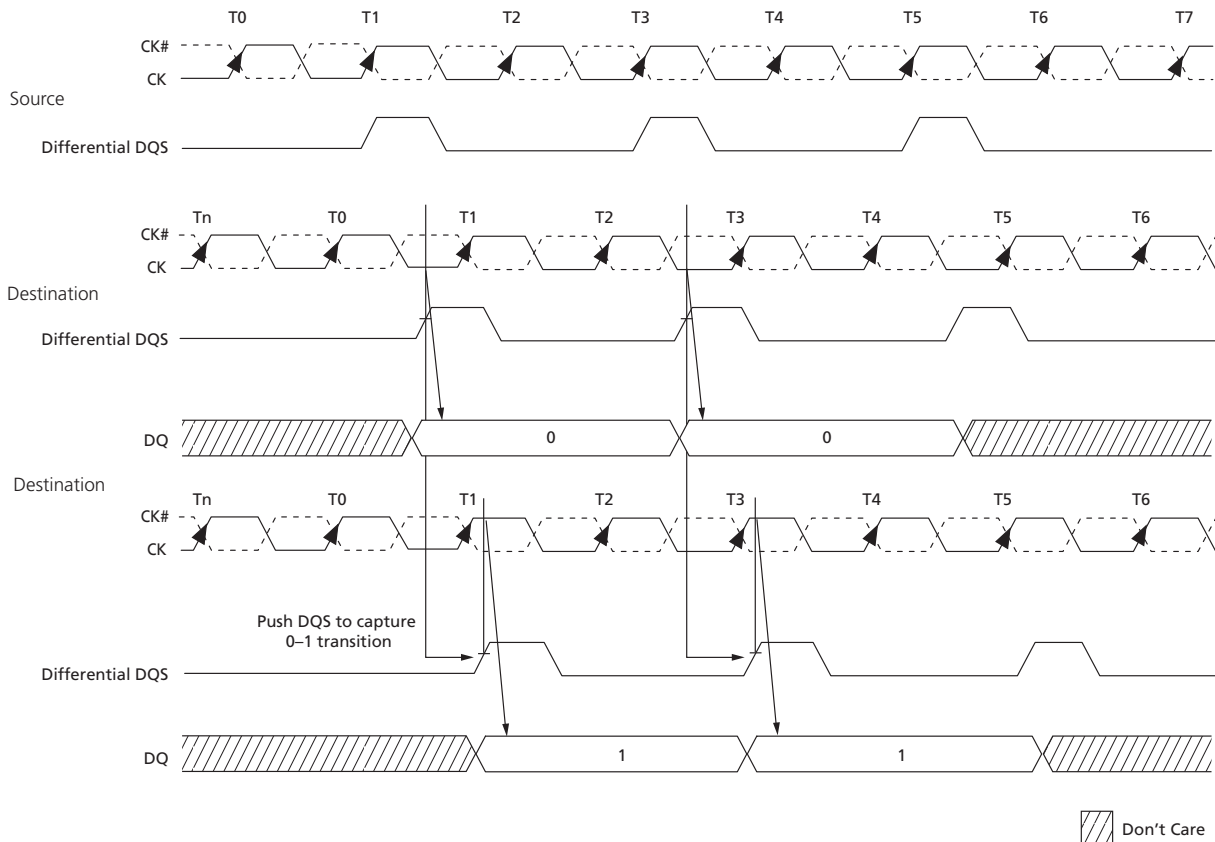 T0 T1 T2 T3 T4 T5 T6 T7
CK#
CK
Source
Differential DQS
Tn T0 T1 T2 T3 T4 T5 T6
CK#
CK
Destination
Differential DQS
DQ 0 0
Destination
Tn T0 T1 T2 T3 T4 T5 T6
CK#
CK
Push DQS to capture
0–1 transition
Differential DQS
DQ 1 1
Don't Care